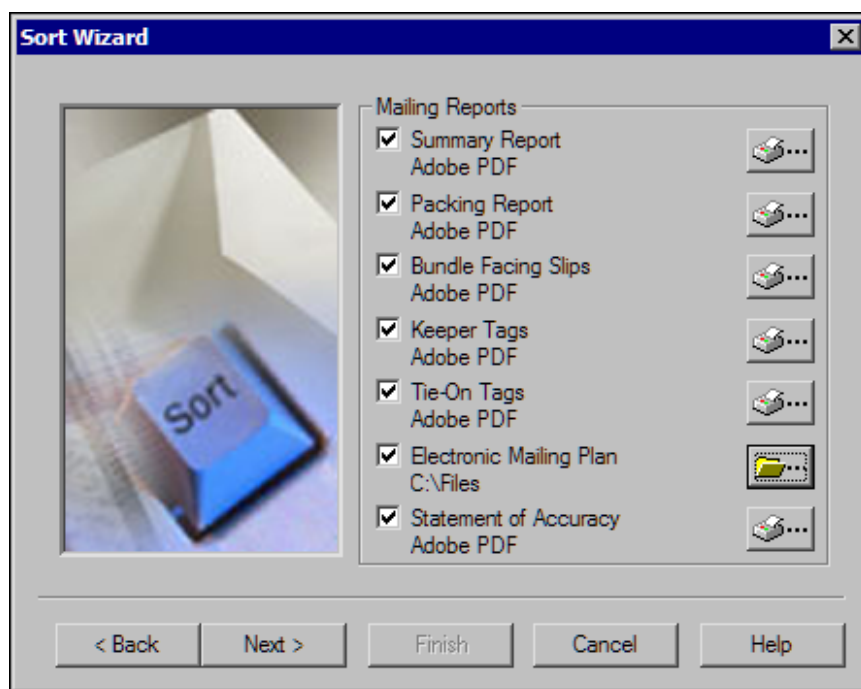 Sort Wizard
Sort
Mailing Reports
Summary Report
Adobe PDF
Packing Report
Adobe PDF
Bundle Facing Slips
Adobe PDF
Keeper Tags
Adobe PDF
Tie-On Tags
Adobe PDF
Electronic Mailing Plan
C:\Files
Statement of Accuracy
Adobe PDF
< Back
Next >
Finish
Cancel
Help